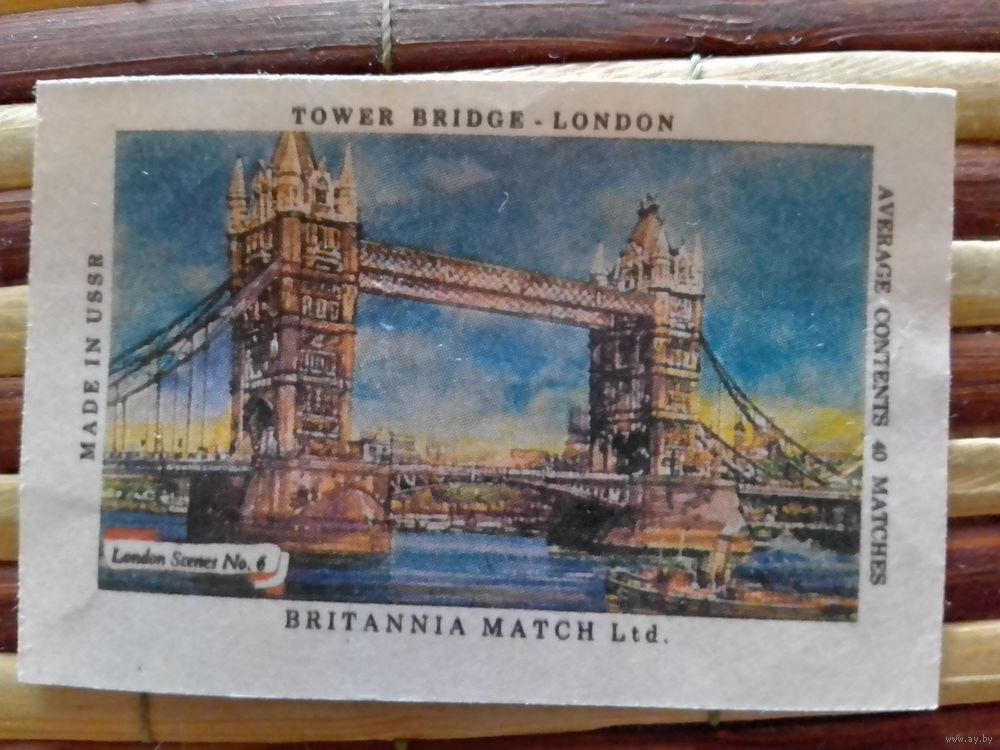 TOWER BRIDGE - LONDON
MADE IN USSR
AVERAGE CONTENTS 40 MATCHES
London Scenes No. 6
BRITANNIA MATCH Ltd.
www.ay.by